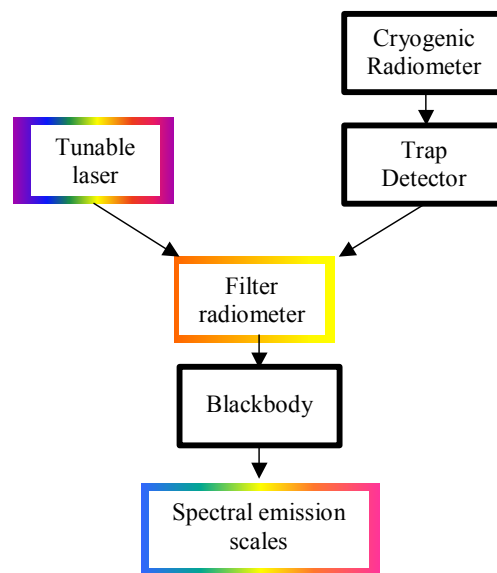 Cryogenic
Radiometer
Tunable
laser
Trap
Detector
Filter
radiometer
Blackbody
Spectral emission
scales